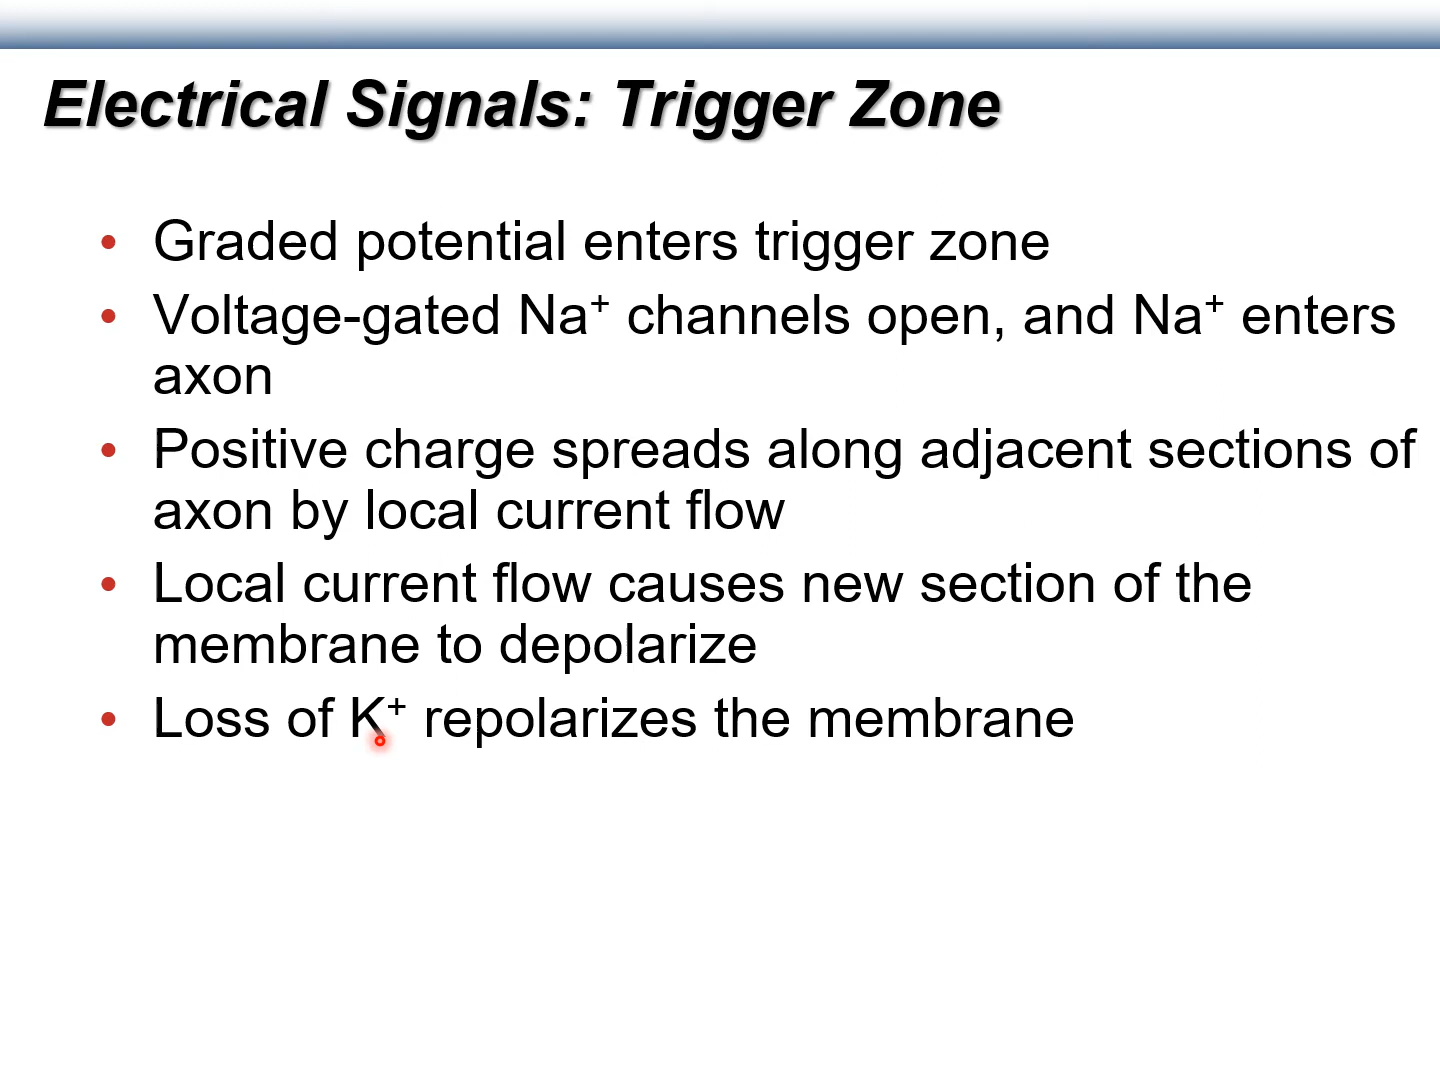 Electrical Signals: Trigger Zone
• Graded potential enters trigger zone
• Voltage-gated Na⁺ channels open, and Na⁺ enters
axon
• Positive charge spreads along adjacent sections of
axon by local current flow
• Local current flow causes new section of the
membrane to depolarize
• Loss of K⁺ repolarizes the membrane